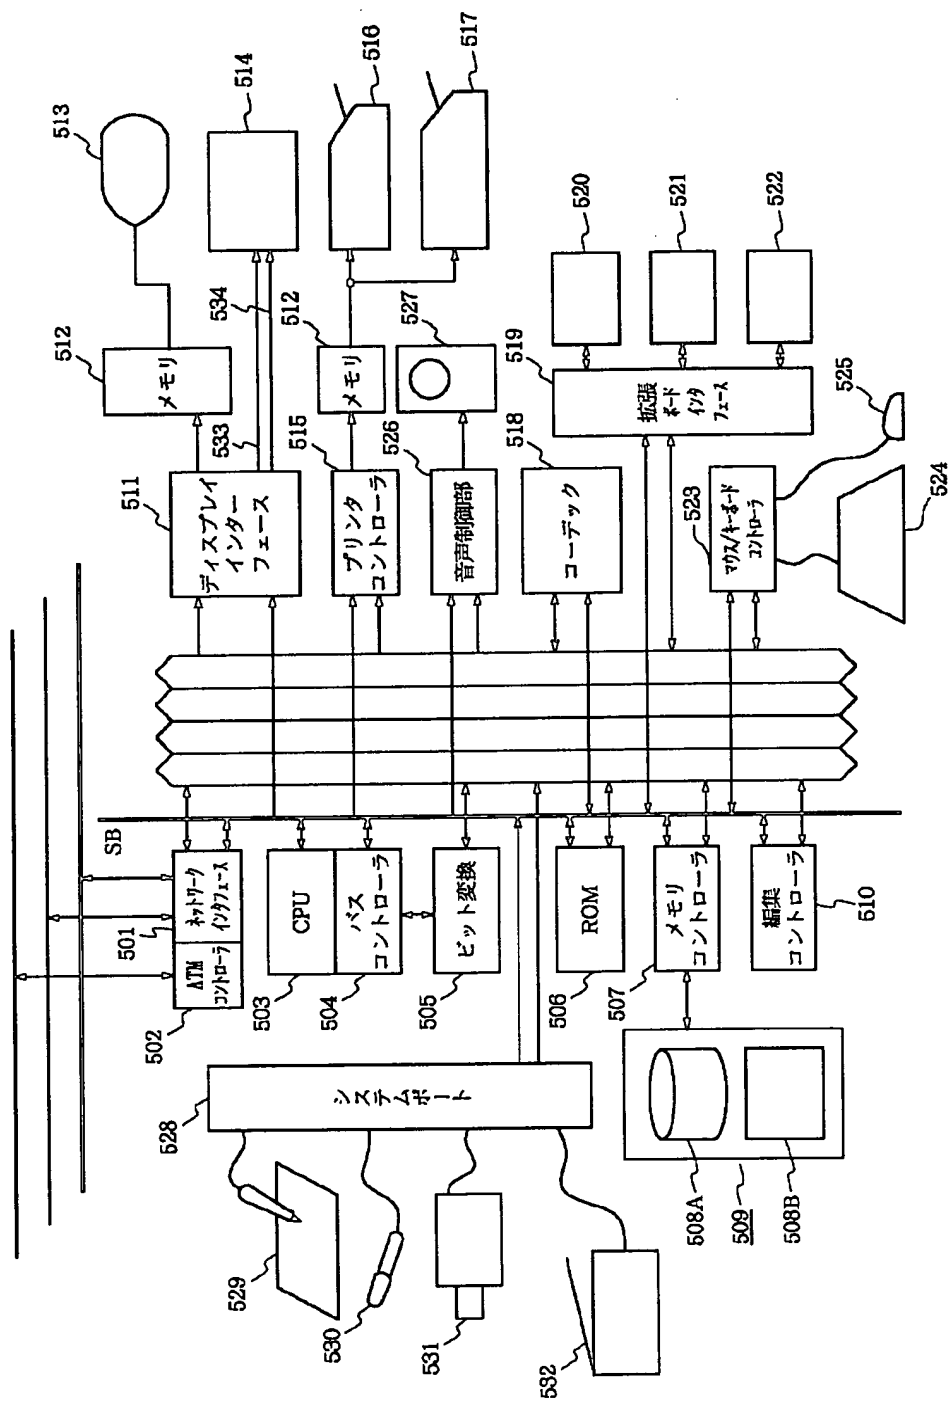 513
512
メモリ
514
534
533
511
ディスプレイ
インター
フェース
516
517
512
メモリ
515
プリンタ
コントローラ
527
526
音声制御部
518
コーデック
519
拡張
ボード
インタ
フェース
520
521
522
523
マウス/キーボード
コントローラ
525
524
SB
501
ネットワーク
インタフェース
502
ATM
コントローラ
503
CPU
504
バス
コントローラ
505
ビット変換
506
ROM
507
メモリ
コントローラ
510
編集
コントローラ
528
システムポート
529
530
531
532
508A
509
508B